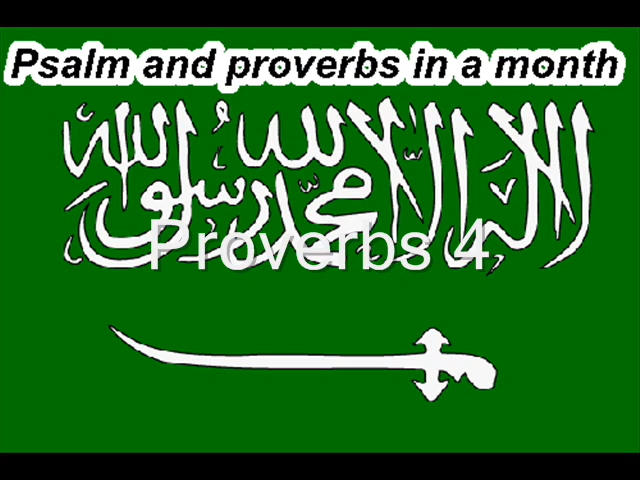 Psalm and proverbs in a month
لا إله إلا الله محمد رسول الله
Proverbs 4